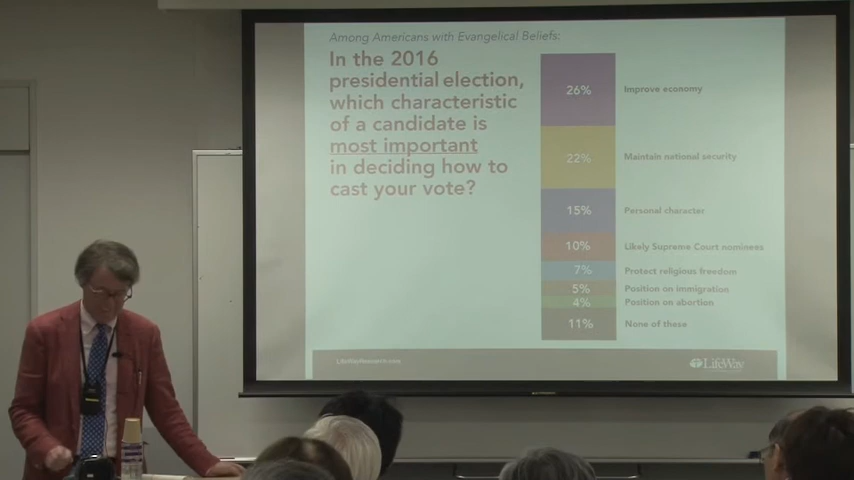 Among Americans with Evangelical Beliefs:
In the 2016
presidential election,
which characteristic
of a candidate is
most important
in deciding how to
cast your vote?
26% Improve economy
22% Maintain national security
15% Personal character
10% Likely Supreme Court nominees
7% Protect religious freedom
5% Position on immigration
4% Position on abortion
11% None of these
LifeWayResearch.com
LifeWay